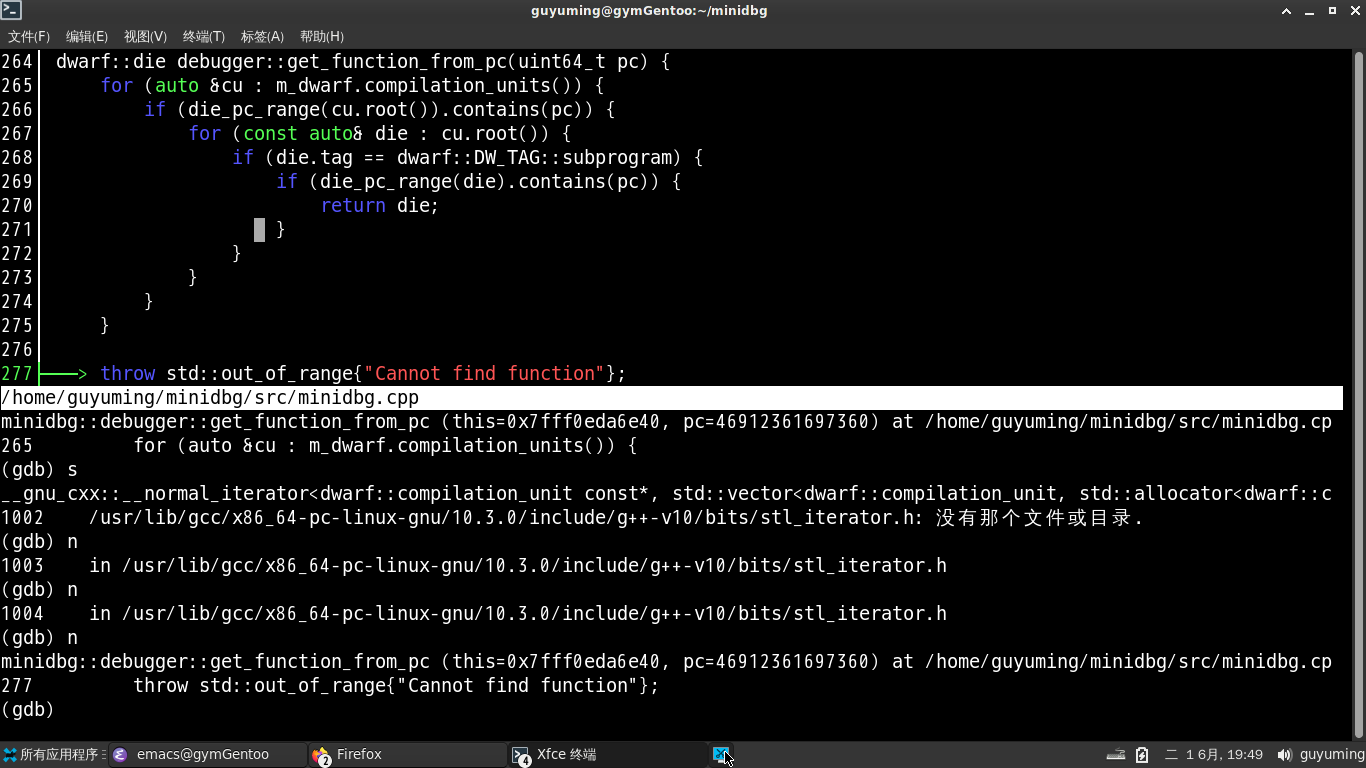 guyuming@gymGentoo:~/minidbg
文件(F) 编辑(E) 视图(V) 终端(T) 标签(A) 帮助(H)
264 dwarf::die debugger::get_function_from_pc(uint64_t pc) {
265     for (auto &cu : m_dwarf.compilation_units()) {
266         if (die_pc_range(cu.root()).contains(pc)) {
267             for (const auto& die : cu.root()) {
268                 if (die.tag == dwarf::DW_TAG::subprogram) {
269                     if (die_pc_range(die).contains(pc)) {
270                         return die;
271                     }
272                 }
273             }
274         }
275     }
276
277     throw std::out_of_range{"Cannot find function"};
/home/guyuming/minidbg/src/minidbg.cpp
minidbg::debugger::get_function_from_pc (this=0x7fff0eda6e40, pc=46912361697360) at /home/guyuming/minidbg/src/minidbg.cp
265         for (auto &cu : m_dwarf.compilation_units()) {
(gdb) s
__gnu_cxx::__normal_iterator<dwarf::compilation_unit const*, std::vector<dwarf::compilation_unit, std::allocator<dwarf::c
1002    /usr/lib/gcc/x86_64-pc-linux-gnu/10.3.0/include/g++-v10/bits/stl_iterator.h: 没有那个文件或目录.
(gdb) n
1003    in /usr/lib/gcc/x86_64-pc-linux-gnu/10.3.0/include/g++-v10/bits/stl_iterator.h
(gdb) n
1004    in /usr/lib/gcc/x86_64-pc-linux-gnu/10.3.0/include/g++-v10/bits/stl_iterator.h
(gdb) n
minidbg::debugger::get_function_from_pc (this=0x7fff0eda6e40, pc=46912361697360) at /home/guyuming/minidbg/src/minidbg.cp
277         throw std::out_of_range{"Cannot find function"};
(gdb)
所有应用程序 emacs@gymGentoo 2 Firefox 4 Xfce 终端 二 1 6月, 19:49 guyuming